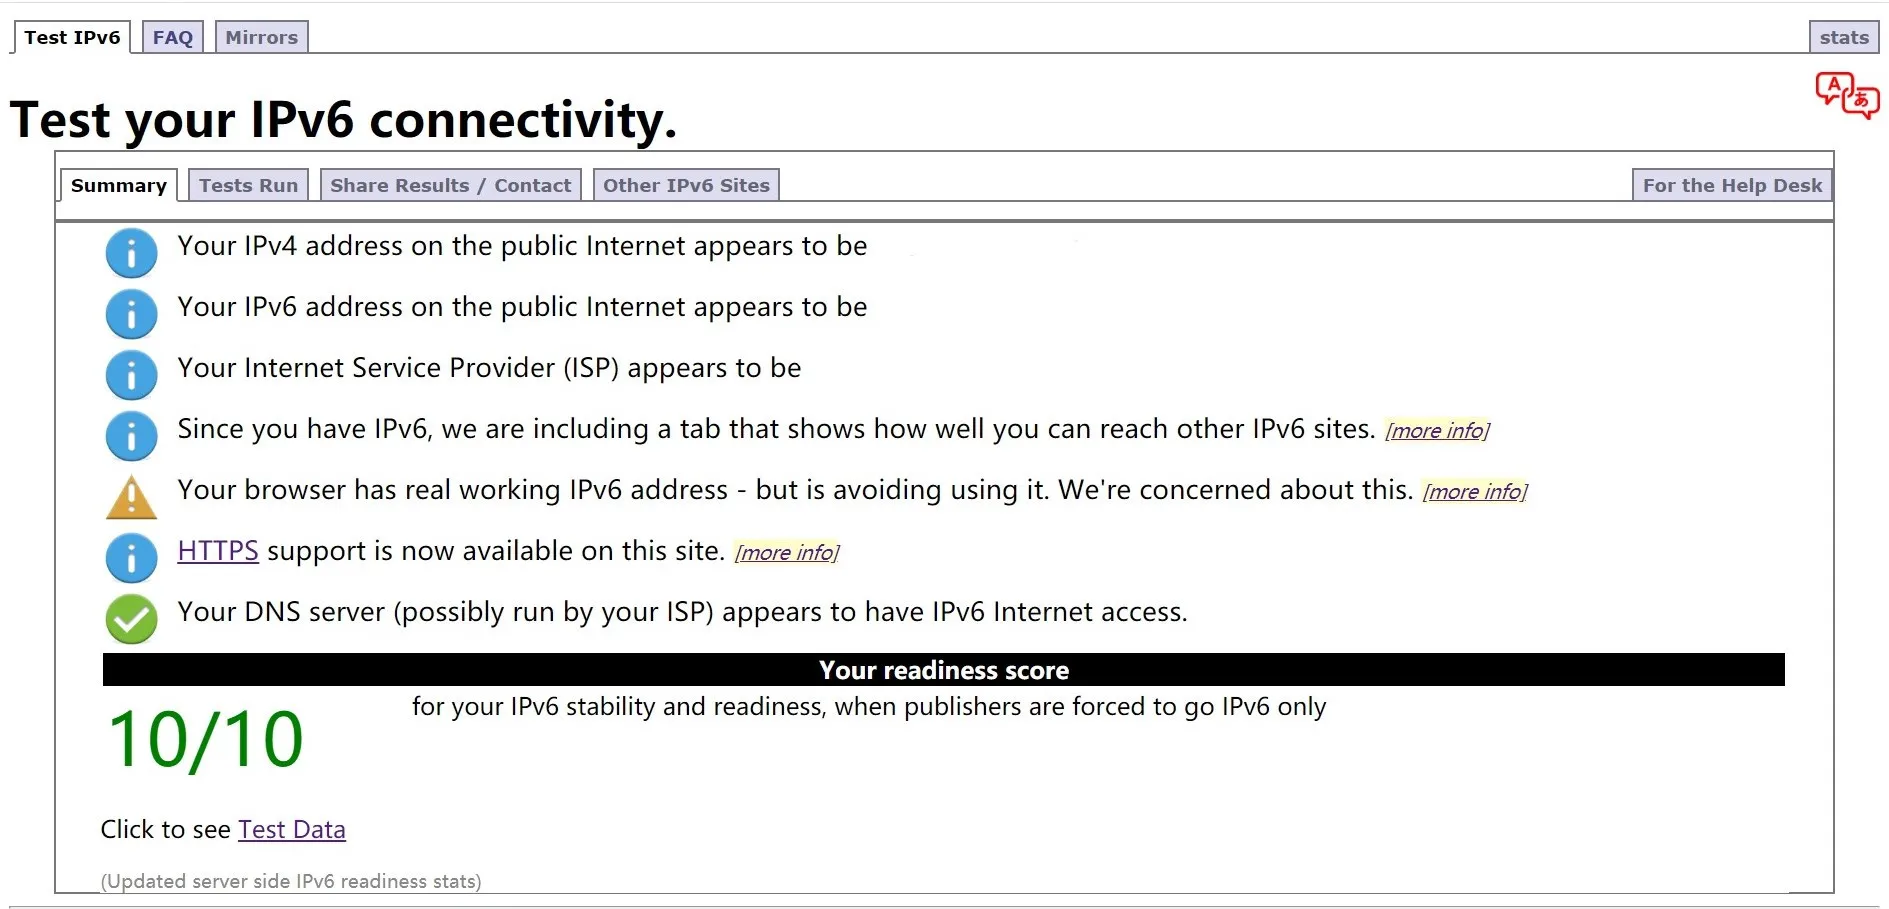 Test IPv6 FAQ Mirrors stats
Test your IPv6 connectivity.
A あ
Summary Tests Run Share Results / Contact Other IPv6 Sites For the Help Desk
Your IPv4 address on the public Internet appears to be
Your IPv6 address on the public Internet appears to be
Your Internet Service Provider (ISP) appears to be
Since you have IPv6, we are including a tab that shows how well you can reach other IPv6 sites. [more info]
Your browser has real working IPv6 address - but is avoiding using it. We're concerned about this. [more info]
HTTPS support is now available on this site. [more info]
Your DNS server (possibly run by your ISP) appears to have IPv6 Internet access.
Your readiness score
10/10 for your IPv6 stability and readiness, when publishers are forced to go IPv6 only
Click to see Test Data
(Updated server side IPv6 readiness stats)